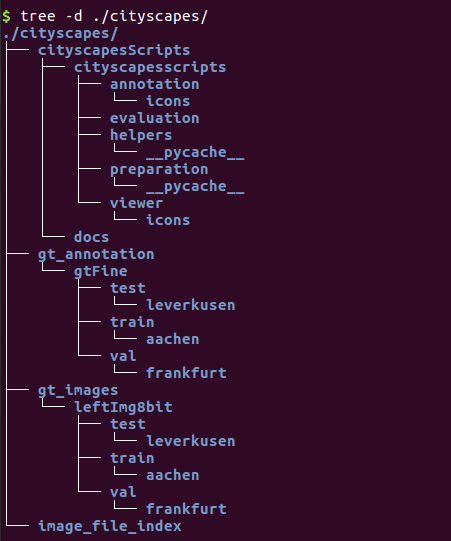 $ tree -d ./cityscapes/
./cityscapes/
├── cityscapesScripts
│   ├── cityscapesscripts
│   │   ├── annotation
│   │   │   └── icons
│   │   ├── evaluation
│   │   ├── helpers
│   │   │   └── __pycache__
│   │   ├── preparation
│   │   │   └── __pycache__
│   │   └── viewer
│   │       └── icons
│   └── docs
├── gt_annotation
│   └── gtFine
│       ├── test
│       │   └── leverkusen
│       ├── train
│       │   └── aachen
│       └── val
│           └── frankfurt
├── gt_images
│   └── leftImg8bit
│       ├── test
│       │   └── leverkusen
│       ├── train
│       │   └── aachen
│       └── val
│           └── frankfurt
└── image_file_index